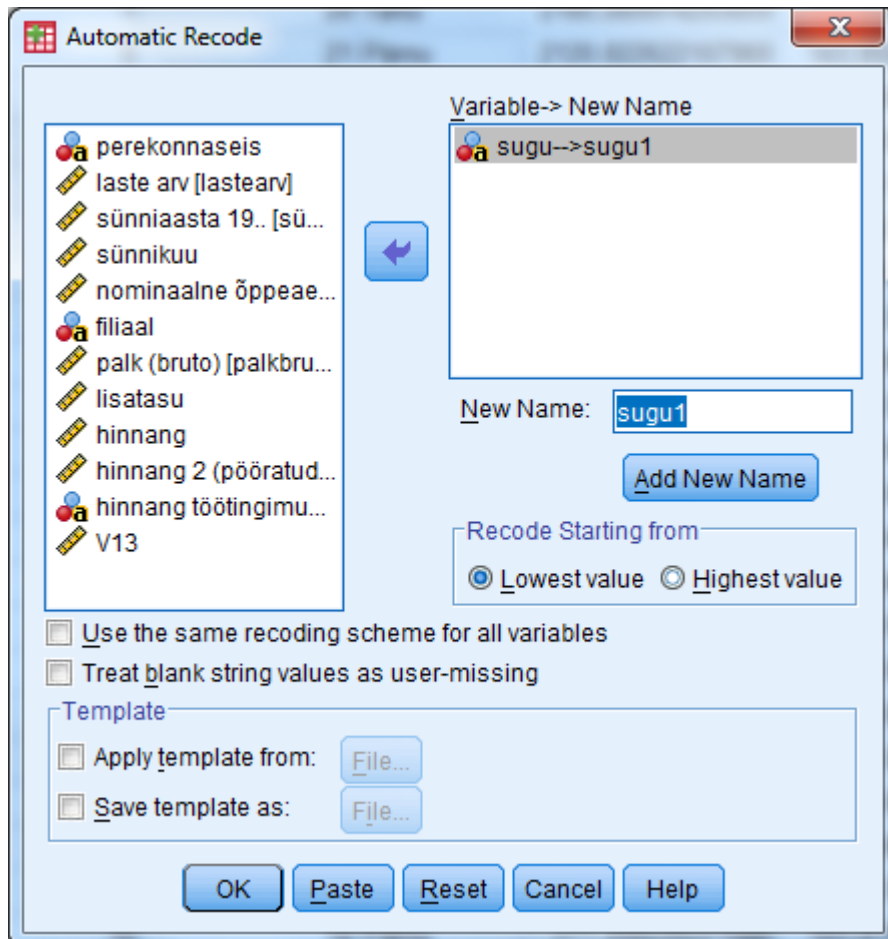 Automatic Recode
perekonnaseis
laste arv [lastearv]
sünniaasta 19.. [sü...
sünnikuu
nominaalne õppeae...
filiaal
palk (bruto) [palkbru...
lisatasu
hinnang
hinnang 2 (pööratud...
hinnang töötingimu...
V13
Variable-> New Name
sugu-->sugu1
New Name: sugu1
Add New Name
Recode Starting from
Lowest value Highest value
Use the same recoding scheme for all variables
Treat blank string values as user-missing
Template
Apply template from: File...
Save template as: File...
OK Paste Reset Cancel Help